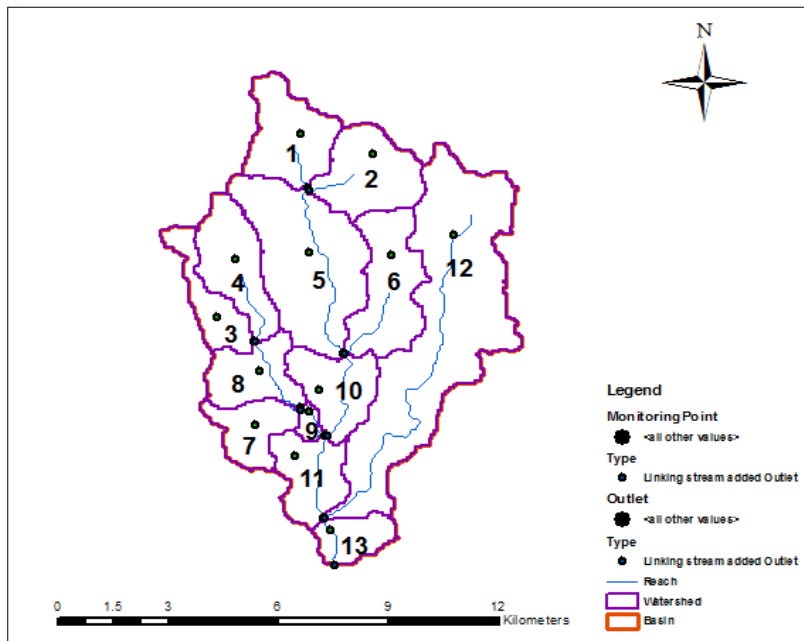 N
1
2
12
5
6
4
3
8
10
9
7
11
13
Legend
Monitoring Point
<all other values>
Type
Linking stream added Outlet
Outlet
<all other values>
Type
Linking stream added Outlet
Reach
Watershed
Basin
0 1.5 3 6 9 12
Kilometers